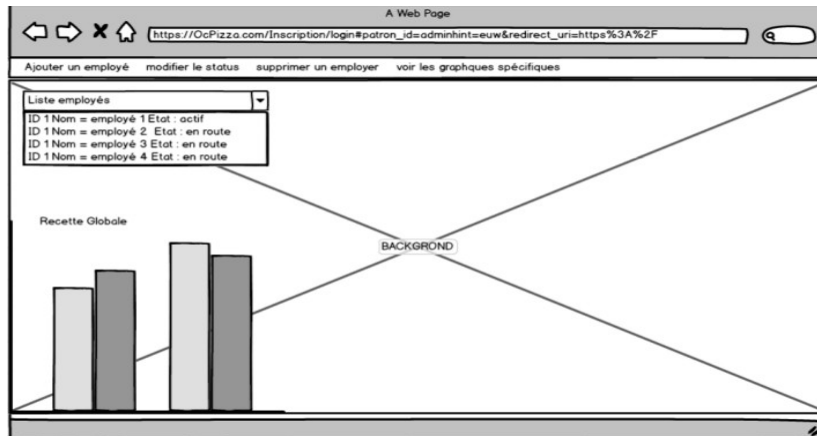 A Web Page
https://OcPizza.com/Inscription/login#patron_id=adminhint=euw&redirect_uri=https%3A%2F
Ajouter un employé modifier le status supprimer un employer voir les graphques spécifiques
Liste employés
ID 1 Nom = employé 1 Etat : actif
ID 1 Nom = employé 2 Etat : en route
ID 1 Nom = employé 3 Etat : en route
ID 1 Nom = employé 4 Etat : en route
Recette Globale
BACKGROND